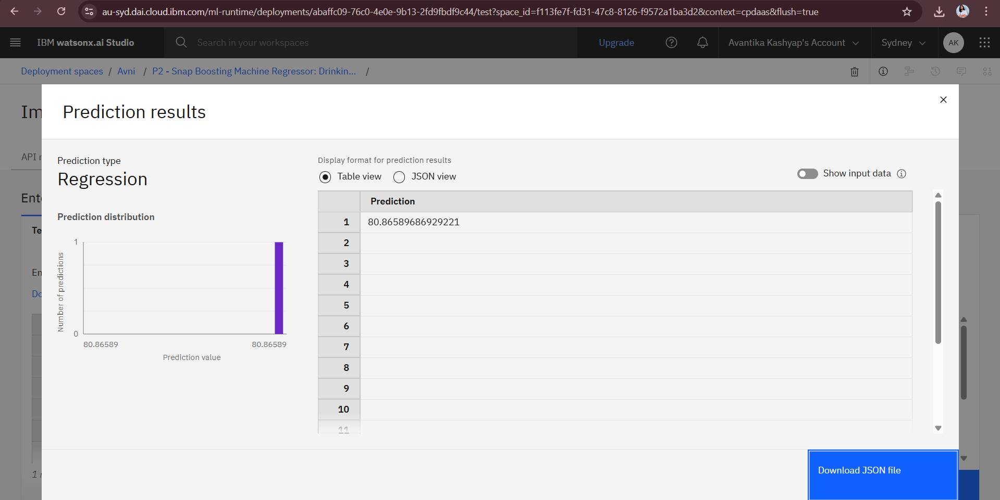 au-syd.dai.cloud.ibm.com/ml-runtime/deployments/abaffc09-76c0-4e0e-9b13-2fd9fbdf9c44/test?space_id=f113fe7f-fd31-47c8-8126-f9572a1ba3d2&context=cpdaas&flush=true
IBM watsonx.ai Studio
Search in your workspaces
Upgrade
Avantika Kashyap's Account
Sydney
AK
Deployment spaces / Avni / P2 - Snap Boosting Machine Regressor: Drinkin... /
Im
Prediction results
API r
Prediction type
Regression
Display format for prediction results
Table view
JSON view
Show input data
Ente
Prediction distribution
Te
En
Do
1 r
Number of predictions
1
0
80.86589
80.86589
Prediction value
Prediction
1 80.86589686929221
2
3
4
5
6
7
8
9
10
11
Download JSON file